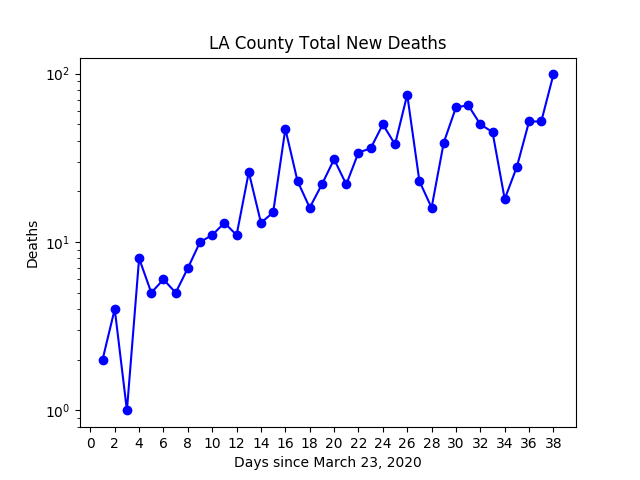 LA County Total New Deaths
Deaths
10²
10¹
10⁰
0 2 4 6 8 10 12 14 16 18 20 22 24 26 28 30 32 34 36 38
Days since March 23, 2020